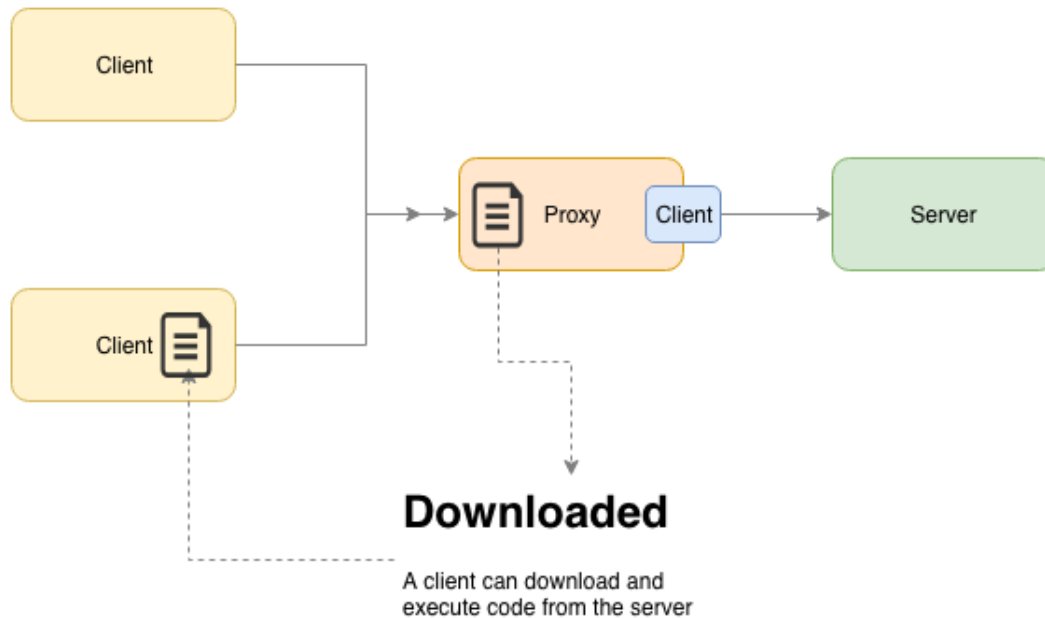 Client
Proxy
Client
Server
Client
Downloaded
A client can download and
execute code from the server